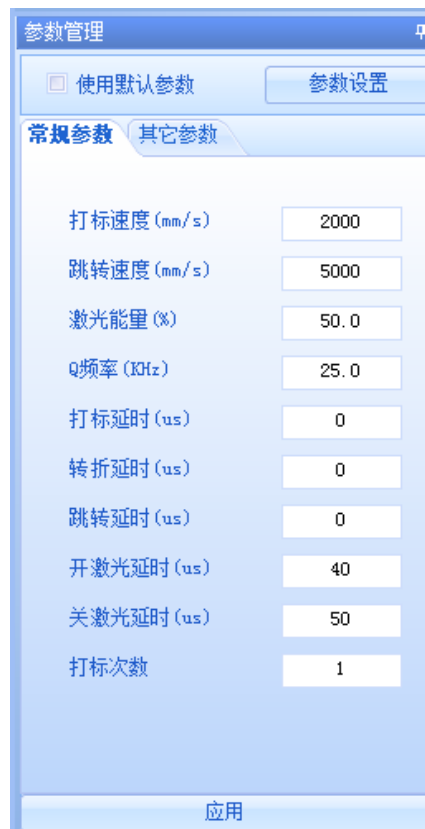 参数管理
使用默认参数 参数设置
常规参数 其它参数
打标速度(mm/s) 2000
跳转速度(mm/s) 5000
激光能量(%) 50.0
Q频率(KHz) 25.0
打标延时(us) 0
转折延时(us) 0
跳转延时(us) 0
开激光延时(us) 40
关激光延时(us) 50
打标次数 1
应用